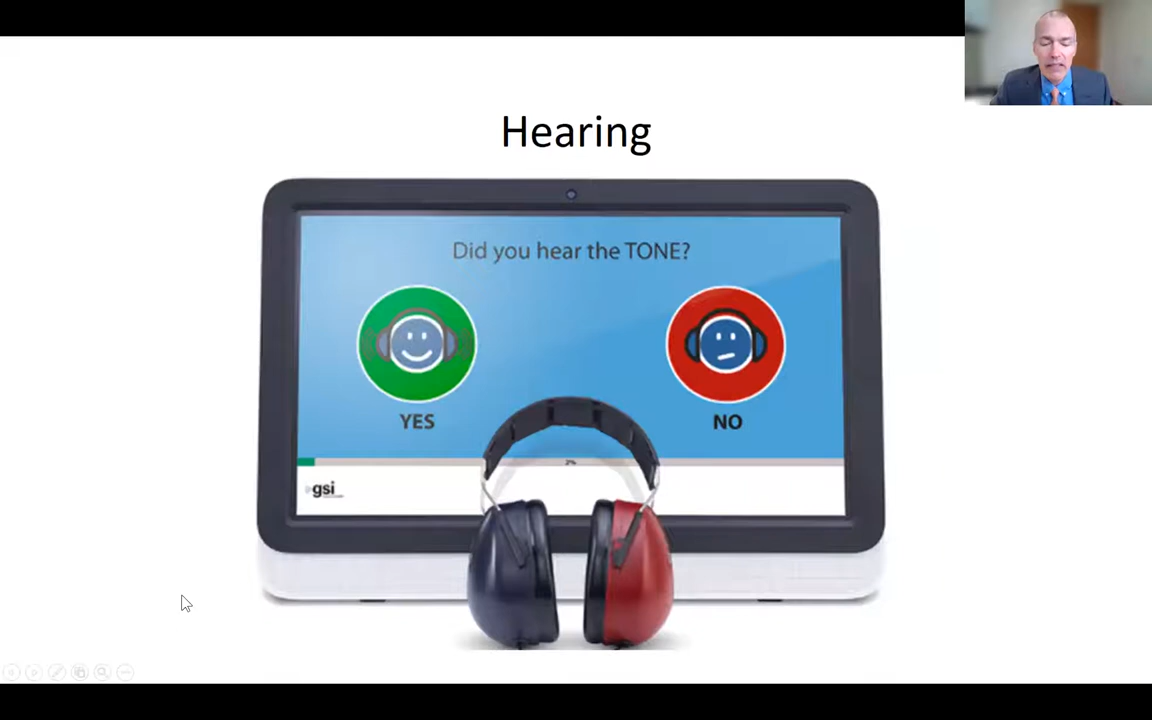 Hearing
Did you hear the TONE?
YES
NO
gsi